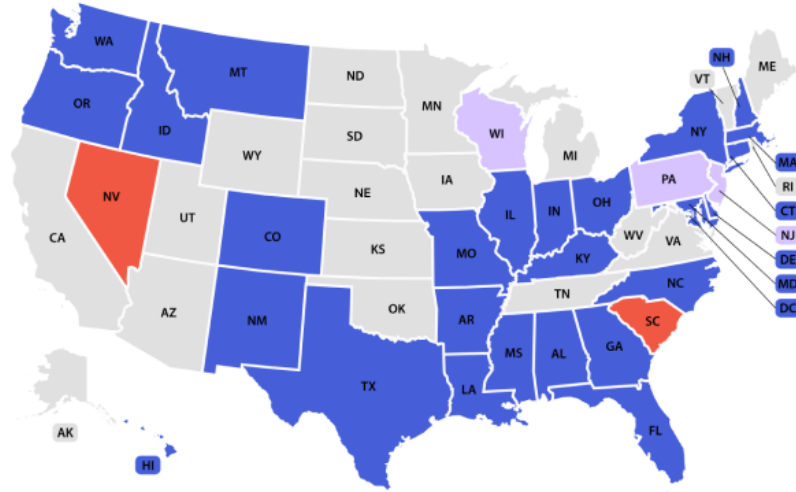 WA
MT
ND
MN
NH
VT
ME
OR
ID
SD
WI
NY
MA
WY
MI
RI
NV
NE
IA
PA
CT
UT
IL
IN
OH
NJ
CA
CO
KS
MO
WV
VA
DE
KY
MD
NC
DC
AZ
NM
OK
TN
AR
SC
TX
MS
AL
GA
LA
FL
AK
HI